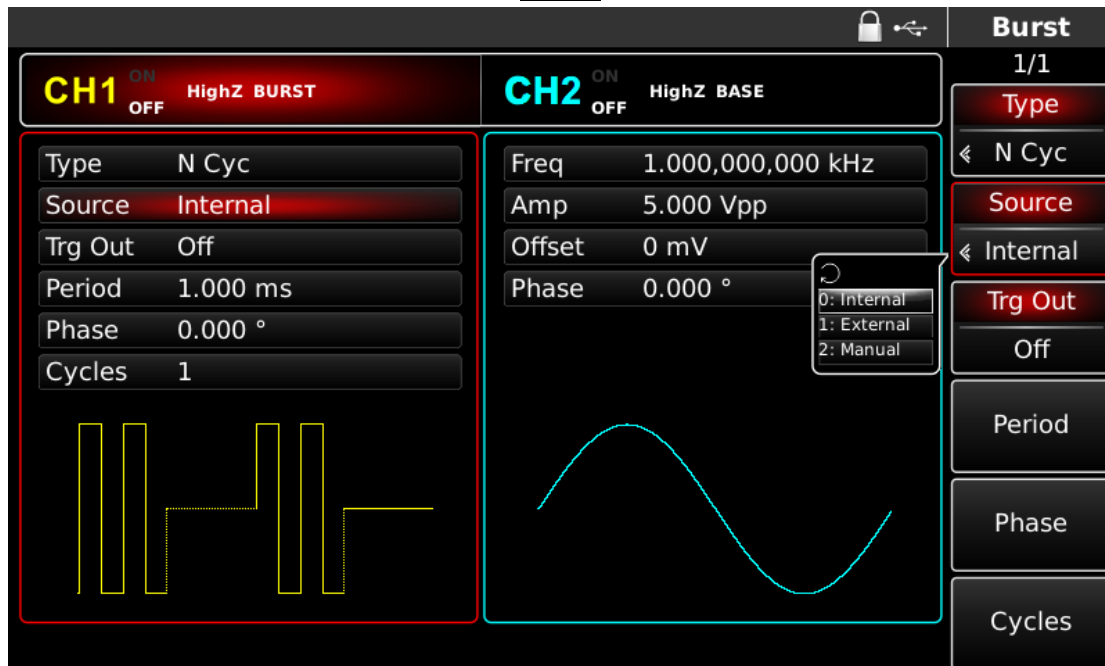 Burst
1/1
CH1 ON OFF HighZ BURST
CH2 ON OFF HighZ BASE
Type N Cyc
Source Internal
Trg Out Off
Period 1.000 ms
Phase 0.000 °
Cycles 1
Freq 1.000,000,000 kHz
Amp 5.000 Vpp
Offset 0 mV
Phase 0.000 °
0: Internal
1: External
2: Manual
Type
N Cyc
Source
Internal
Trg Out
Off
Period
Phase
Cycles